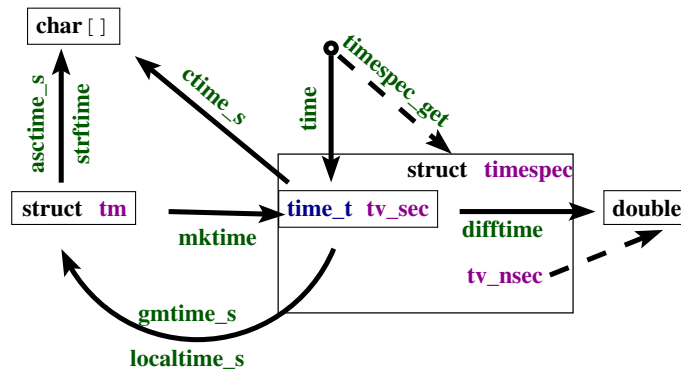 char []
timespec_get
ctime_s
asctime_s
strftime
time
struct timespec
struct tm
time_t tv_sec
double
mktime
difftime
tv_nsec
gmtime_s
localtime_s